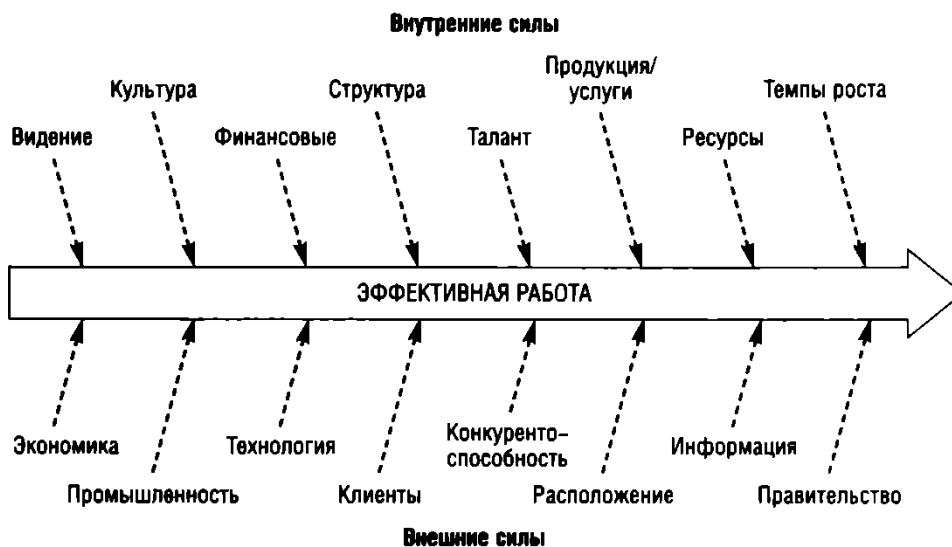 Внутренние силы
Продукция/
услуги
Культура
Структура
Темпы роста
Видение
Финансовые
Талант
Ресурсы
ЭФФЕКТИВНАЯ РАБОТА
Экономика
Технология
Конкуренто-
способность
Информация
Промышленность
Клиенты
Расположение
Правительство
Внешние силы